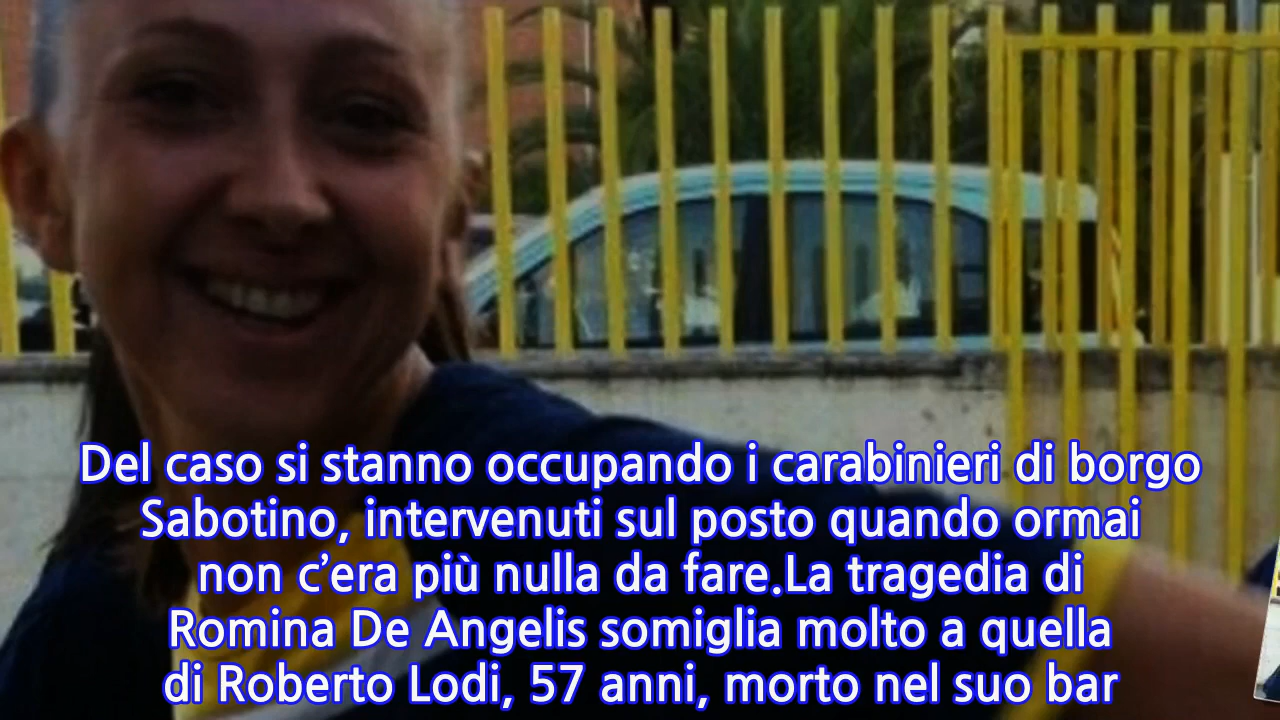 Del caso si stanno occupando i carabinieri di borgo
Sabotino, intervenuti sul posto quando ormai
non c’era più nulla da fare.La tragedia di
Romina De Angelis somiglia molto a quella
di Roberto Lodi, 57 anni, morto nel suo bar